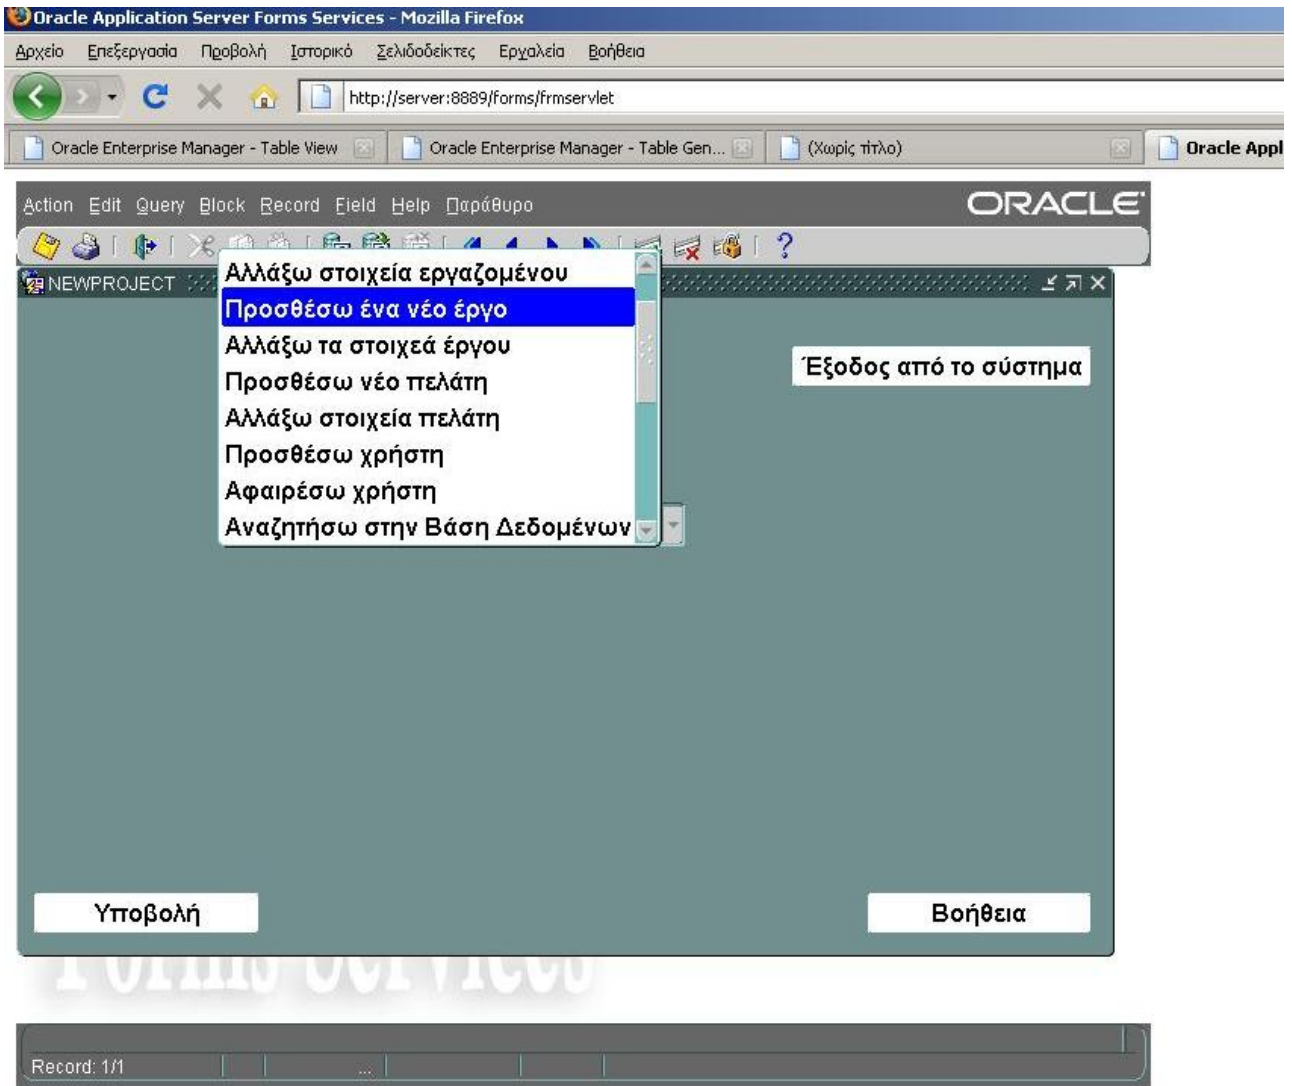 Oracle Application Server Forms Services - Mozilla Firefox
Αρχείο Επεξεργασία Προβολή Ιστορικό Σελιδοδείκτες Εργαλεία Βοήθεια
http://server:8889/forms/frmservlet
Oracle Enterprise Manager - Table View Oracle Enterprise Manager - Table Gen... (Χωρίς τίτλο) Oracle Appl
Action Edit Query Block Record Field Help Παράθυρο ORACLE
NEWPROJECT
Αλλάξω στοιχεία εργαζομένου
Προσθέσω ένα νέο έργο
Αλλάξω τα στοιχεά έργου
Έξοδος από το σύστημα
Προσθέσω νέο πελάτη
Αλλάξω στοιχεία πελάτη
Προσθέσω χρήστη
Αφαιρέσω χρήστη
Αναζητήσω στην Βάση Δεδομένων
Υποβολή Βοήθεια
Forms Services
Record: 1/1 ...